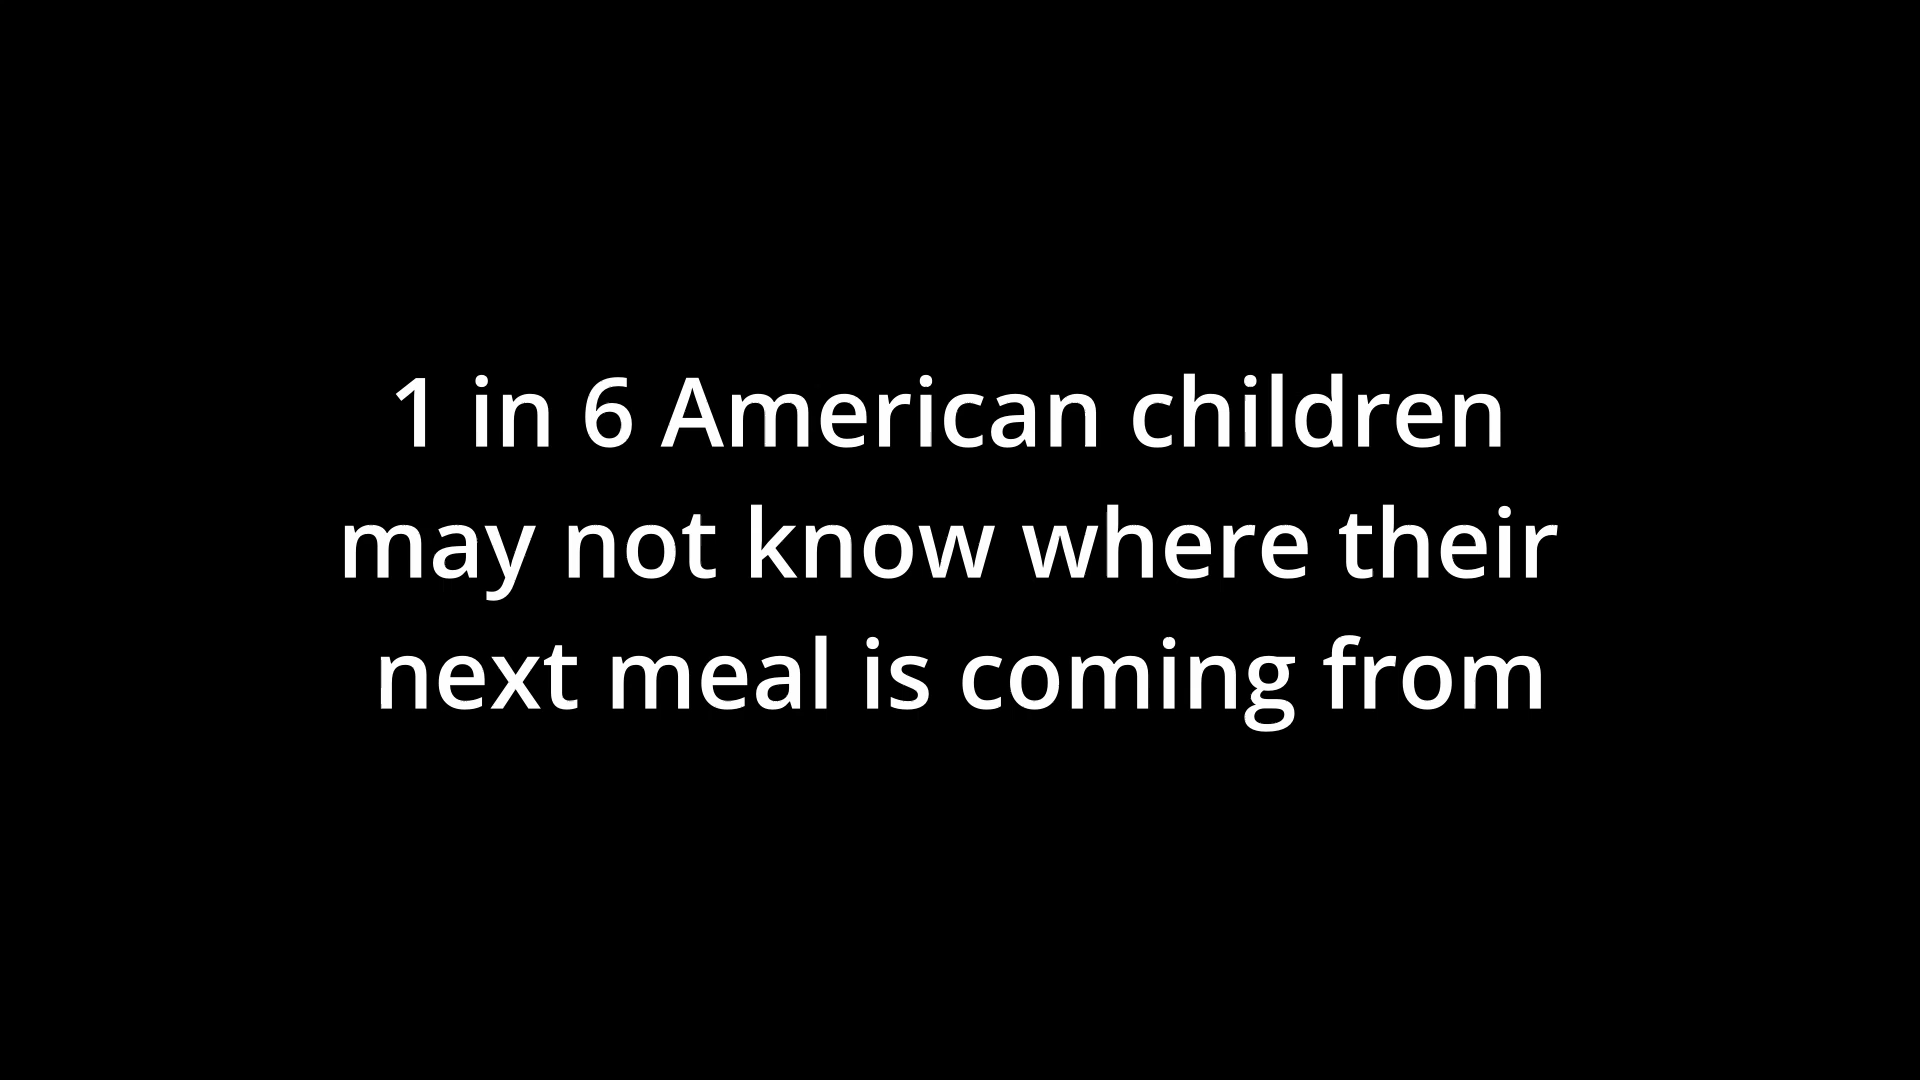 1 in 6 American children
may not know where their
next meal is coming from